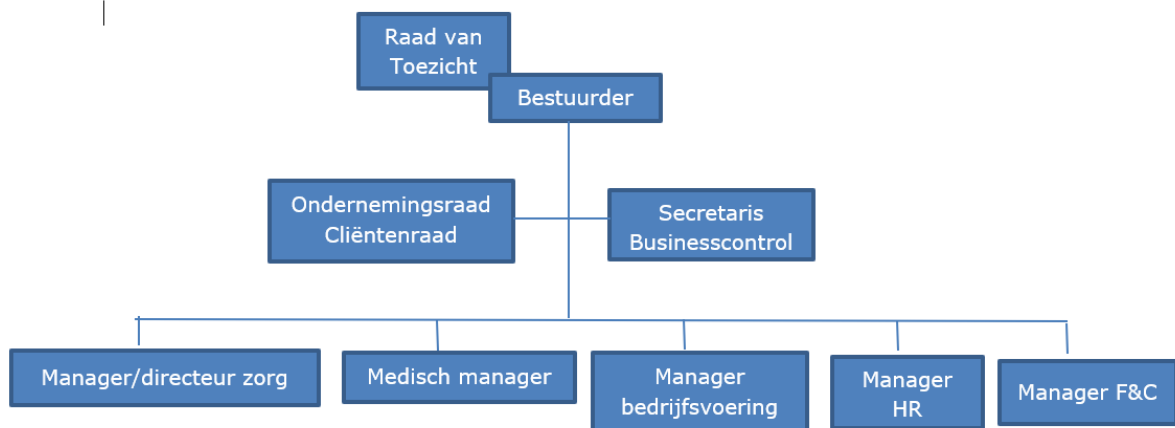 Raad van
Toezicht
Bestuurder
Ondernemingsraad
Cliëntenraad
Secretaris
Businesscontrol
Manager/directeur zorg
Medisch manager
Manager
bedrijfsvoering
Manager
HR
Manager F&C